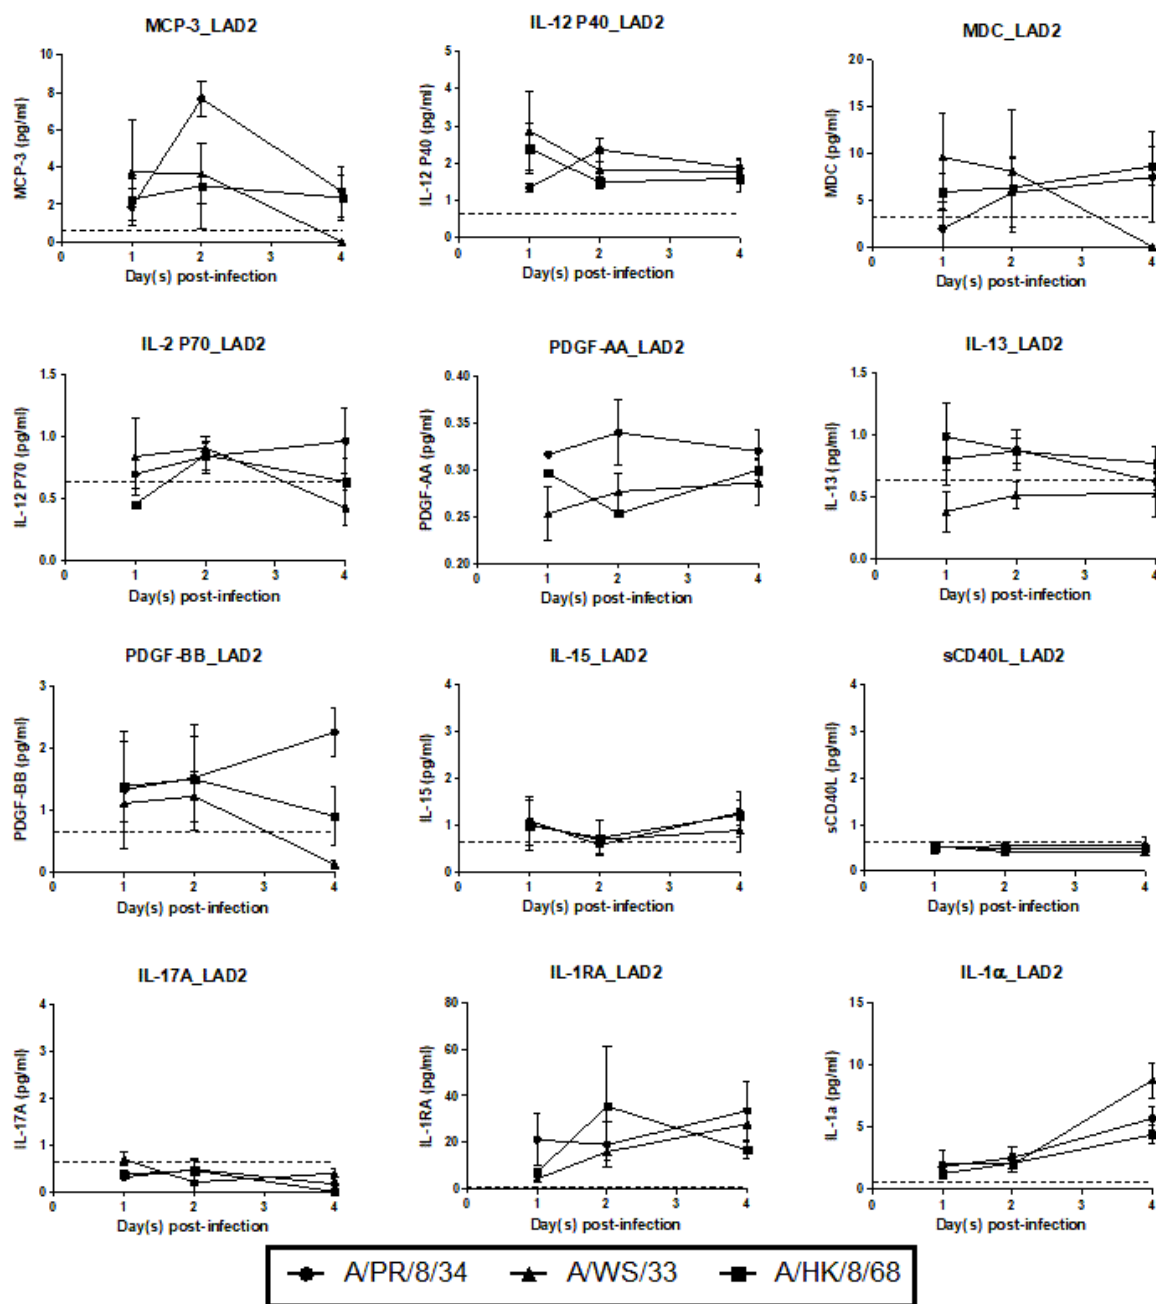 MCP-3_LAD2
IL-12 P40_LAD2
MDC_LAD2
10
8
6
4
2
0
MCP-3 (pg/ml)
0 1 2 3 4
Day(s) post-infection
5
4
3
2
1
0
IL-12 P40 (pg/ml)
0 1 2 3 4
Day(s) post-infection
20
15
10
5
0
MDC (pg/ml)
0 1 2 3 4
Day(s) post-infection
IL-2 P70_LAD2
PDGF-AA_LAD2
IL-13_LAD2
1.5
1.0
0.5
0.0
IL-12 P70 (pg/ml)
0 1 2 3 4
Day(s) post-infection
0.40
0.35
0.30
0.25
0.20
PDGF-AA (pg/ml)
0 1 2 3 4
Day(s) post-infection
1.5
1.0
0.5
0.0
IL-13 (pg/ml)
0 1 2 3 4
Day(s) post-infection
PDGF-BB_LAD2
IL-15_LAD2
sCD40L_LAD2
3
2
1
0
PDGF-BB (pg/ml)
0 1 2 3 4
Day(s) post-infection
4
3
2
1
0
IL-15 (pg/ml)
0 1 2 3 4
Day(s) post-infection
4
3
2
1
0
sCD40L (pg/ml)
0 1 2 3 4
Day(s) post-infection
IL-17A_LAD2
IL-1RA_LAD2
IL-1α_LAD2
4
3
2
1
0
IL-17A (pg/ml)
0 1 2 3 4
Day(s) post-infection
80
60
40
20
0
IL-1RA (pg/ml)
0 1 2 3 4
Day(s) post-infection
15
10
5
0
IL-1a (pg/ml)
0 1 2 3 4
Day(s) post-infection
A/PR/8/34 A/WS/33 A/HK/8/68